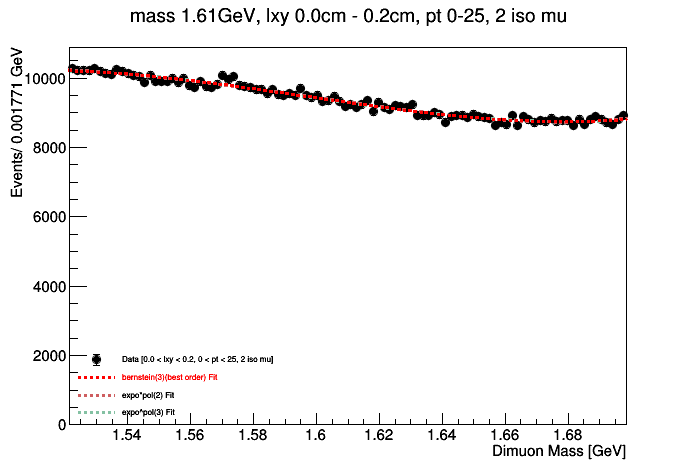 mass 1.61GeV, lxy 0.0cm - 0.2cm, pt 0-25, 2 iso mu
Events/ 0.001771 GeV
10000
8000
6000
4000
2000
0
Data [0.0 < lxy < 0.2, 0 < pt < 25, 2 iso mu]
bernstein(3)(best order) Fit
expo*pol(2) Fit
expo^pol(3) Fit
1.54 1.56 1.58 1.6 1.62 1.64 1.66 1.68
Dimuon Mass [GeV]